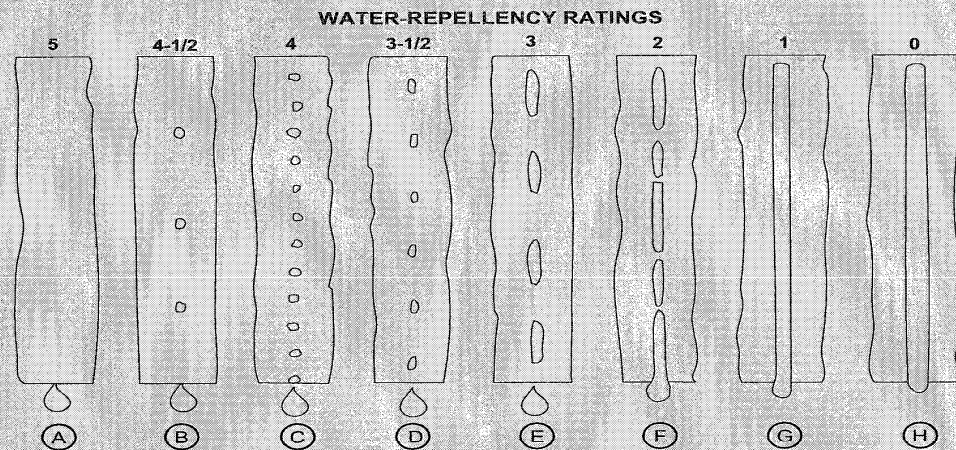 WATER-REPELLENCY RATINGS
5 4-1/2 4 3-1/2 3 2 1 0
A B C D E F G H